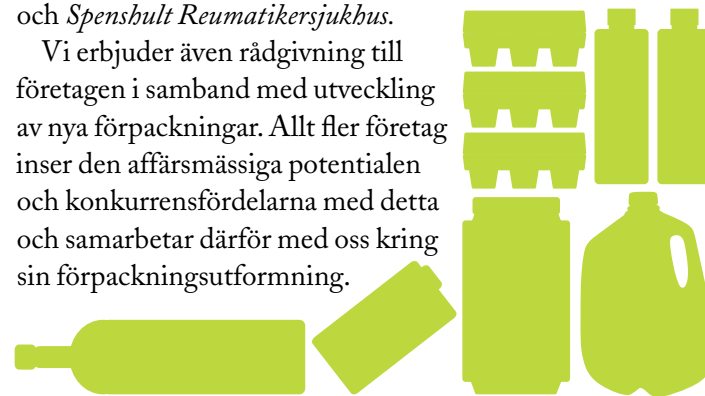 och Spenshult Reumatikersjukhus.
Vi erbjuder även rådgivning till
företagen i samband med utveckling
av nya förpackningar. Allt fler företag
inser den affärsmässiga potentialen
och konkurrensfördelarna med detta
och samarbetar därför med oss kring
sin förpackningsutformning.